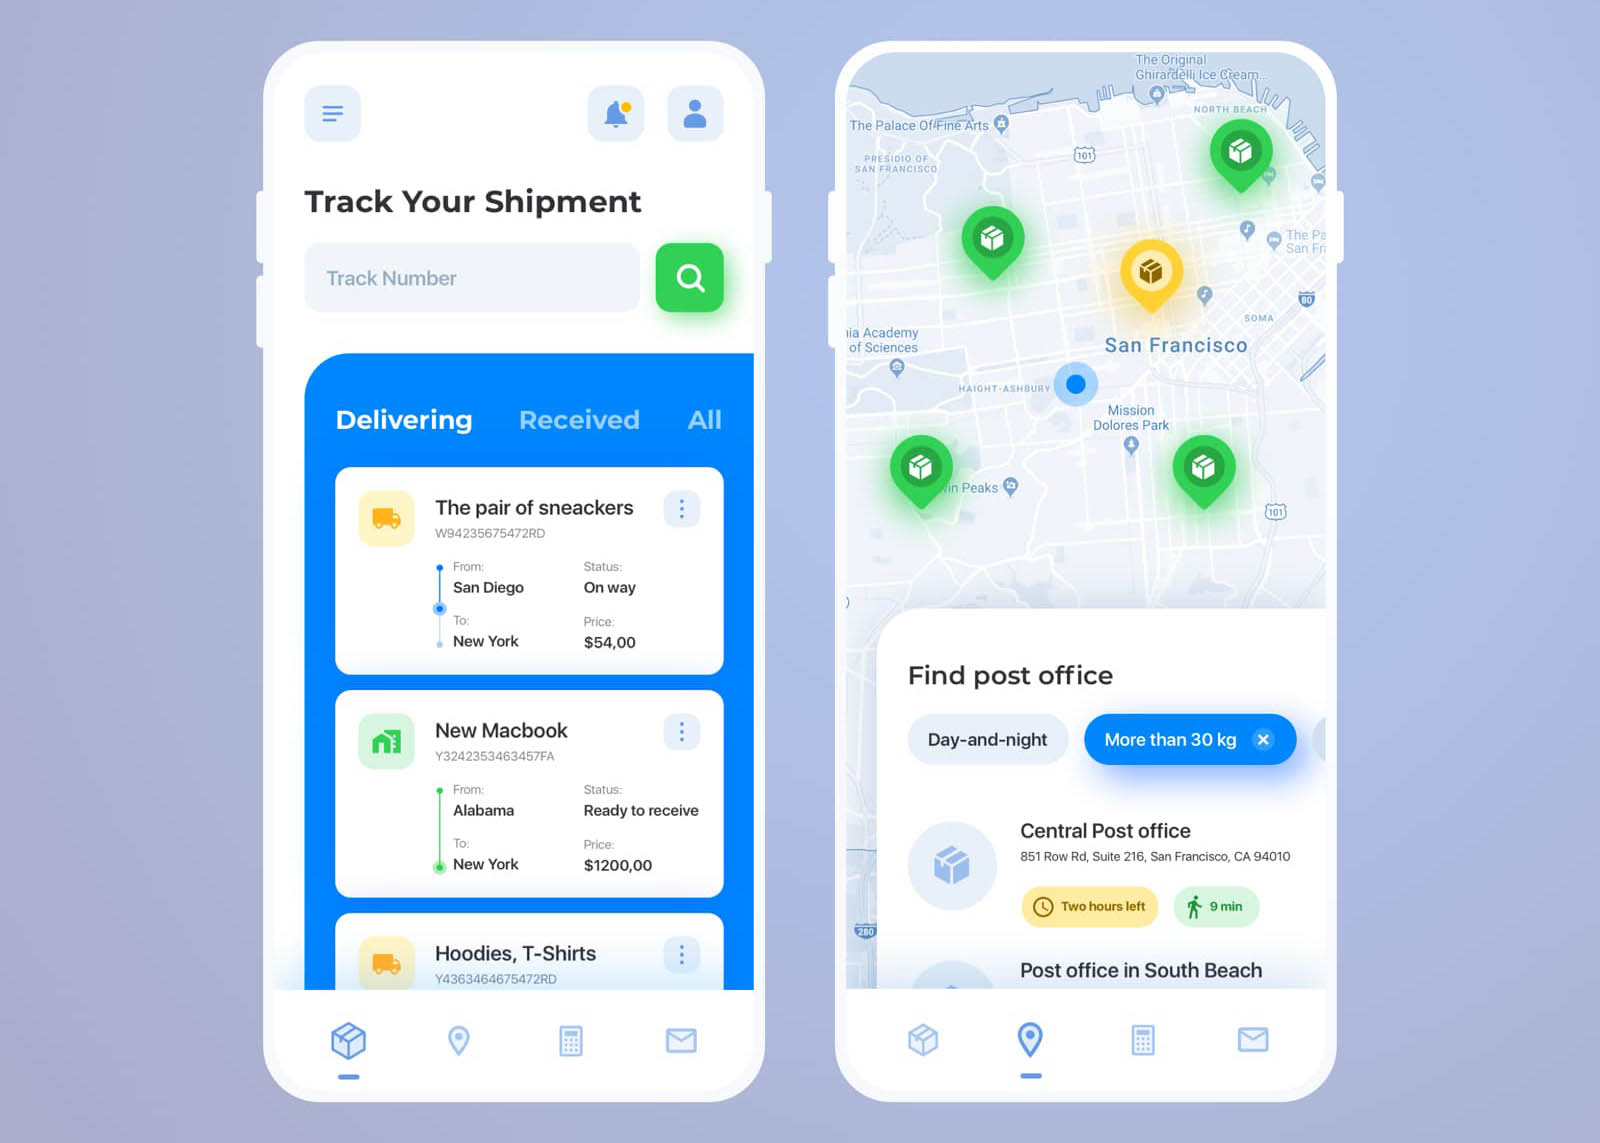 Track Your Shipment
Track Number
Delivering Received All
The pair of sneackers
W94235675472RD
From:
San Diego
Status:
On way
To:
New York
Price:
$54,00
New Macbook
Y3242353463457FA
From:
Alabama
Status:
Ready to receive
To:
New York
Price:
$1200,00
Hoodies, T-Shirts
Y4363464675472RD
The Original
Ghirardelli Ice Cream...
NORTH BEACH
The Palace Of Fine Arts
101
PRESIDIO OF
SAN FRANCISCO
The Pa
San Fra
80
SOMA
nia Academy
of Sciences
San Francisco
HAIGHT-ASHBURY
Mission
Dolores Park
win Peaks
101
280
Find post office
Day-and-night
More than 30 kg
Central Post office
851 Row Rd, Suite 216, San Francisco, CA 94010
Two hours left
9 min
Post office in South Beach